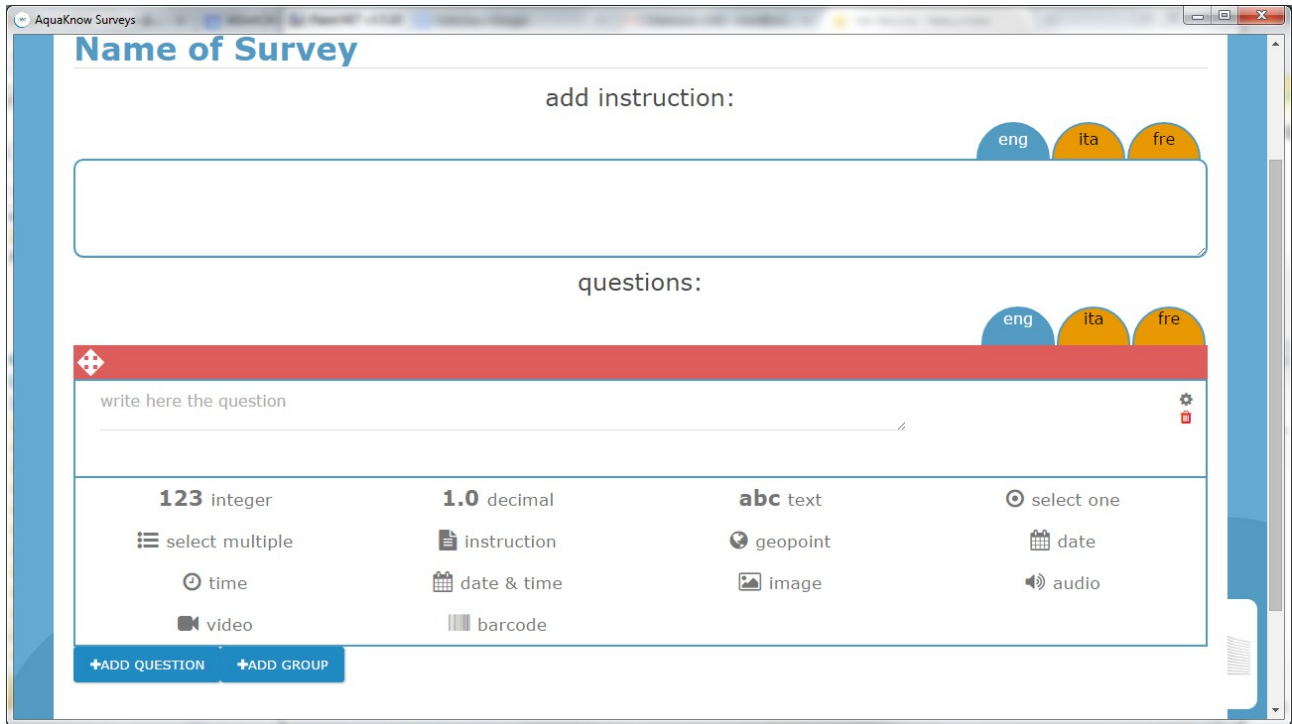 AquaKnow Surveys
Name of Survey
add instruction:
eng ita fre
questions:
eng ita fre
write here the question
123 integer 1.0 decimal abc text select one
select multiple instruction geopoint date
time date & time image audio
video barcode
+ADD QUESTION +ADD GROUP